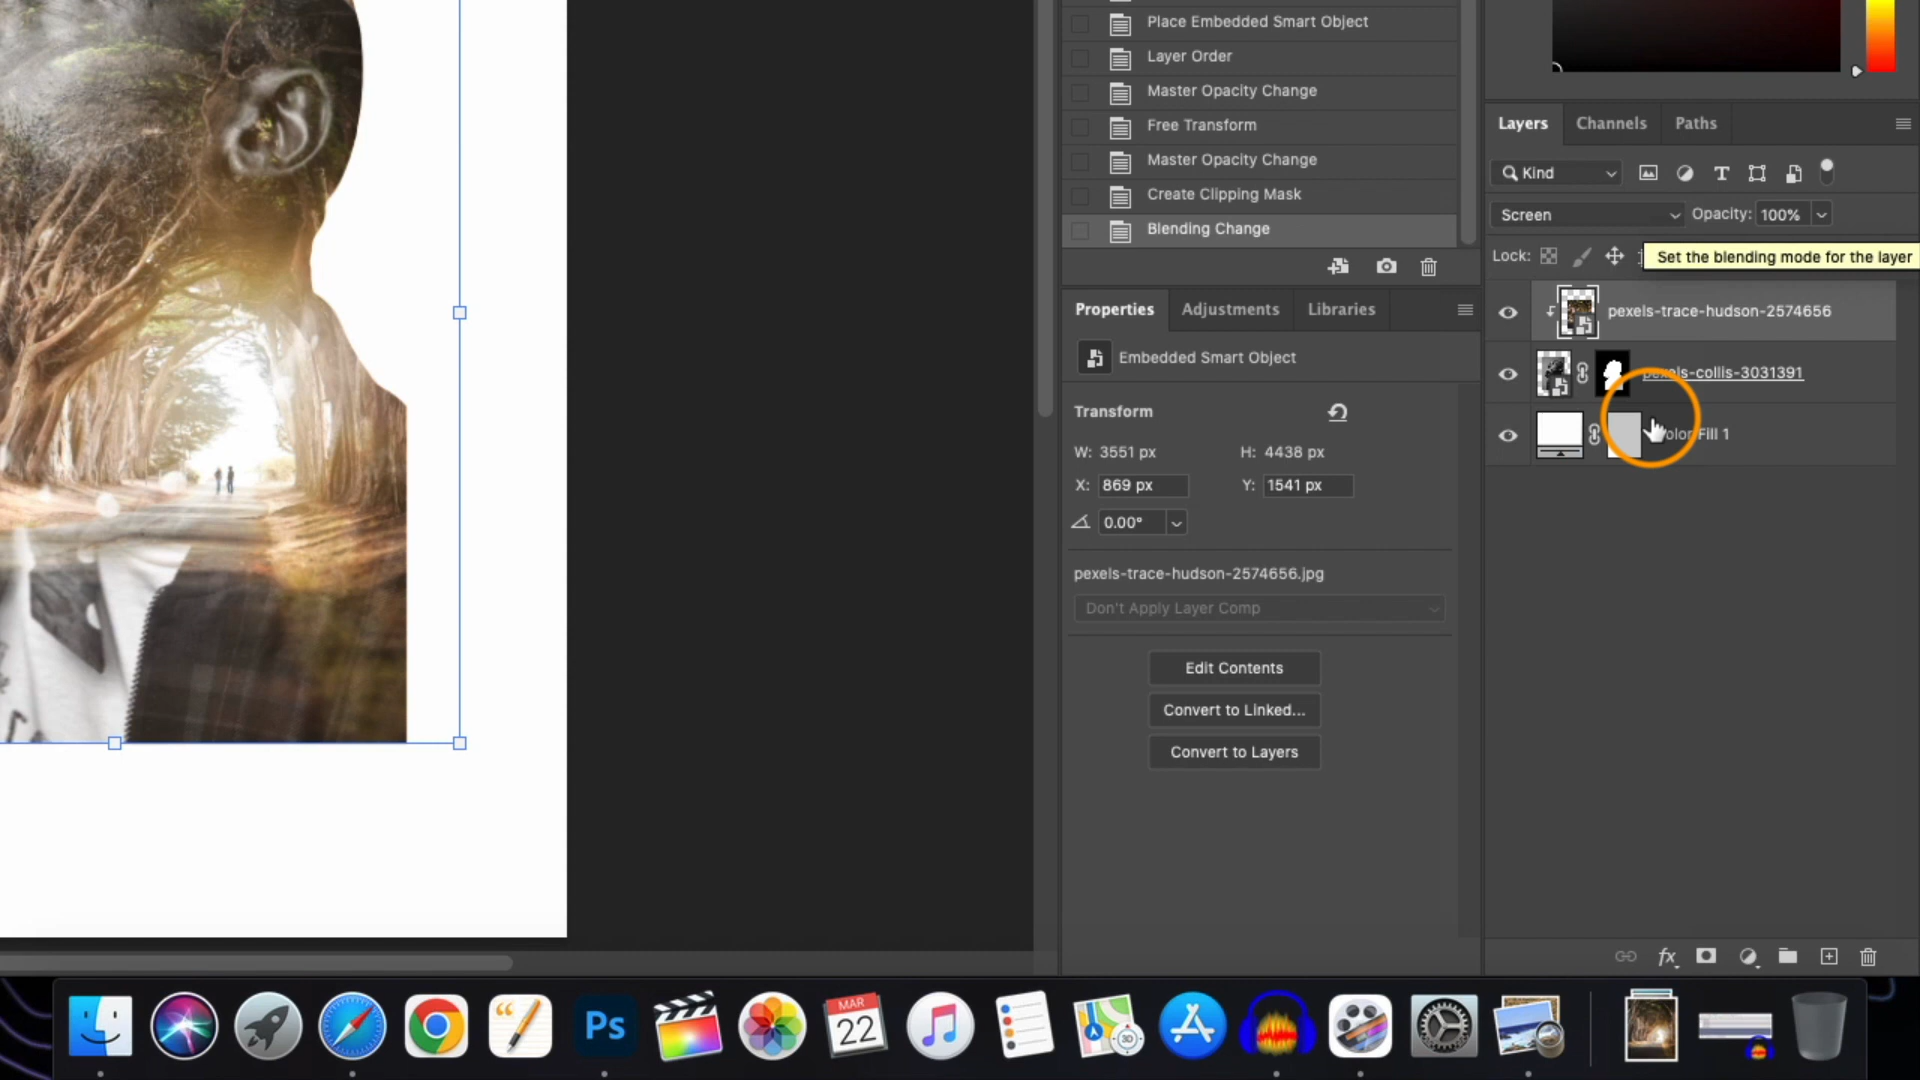 Place Embedded Smart Object
Layer Order
Master Opacity Change
Free Transform
Master Opacity Change
Create Clipping Mask
Blending Change
Properties Adjustments Libraries
Embedded Smart Object
Transform
W: 3551 px H: 4438 px
X: 869 px Y: 1541 px
0.00°
pexels-trace-hudson-2574656.jpg
Don't Apply Layer Comp
Edit Contents
Convert to Linked...
Convert to Layers
Layers Channels Paths
Kind
Screen Opacity: 100%
Lock:
Set the blending mode for the layer
pexels-trace-hudson-2574656
pexels-collis-3031391
Color Fill 1
fx
Ps
MAR
22
3D